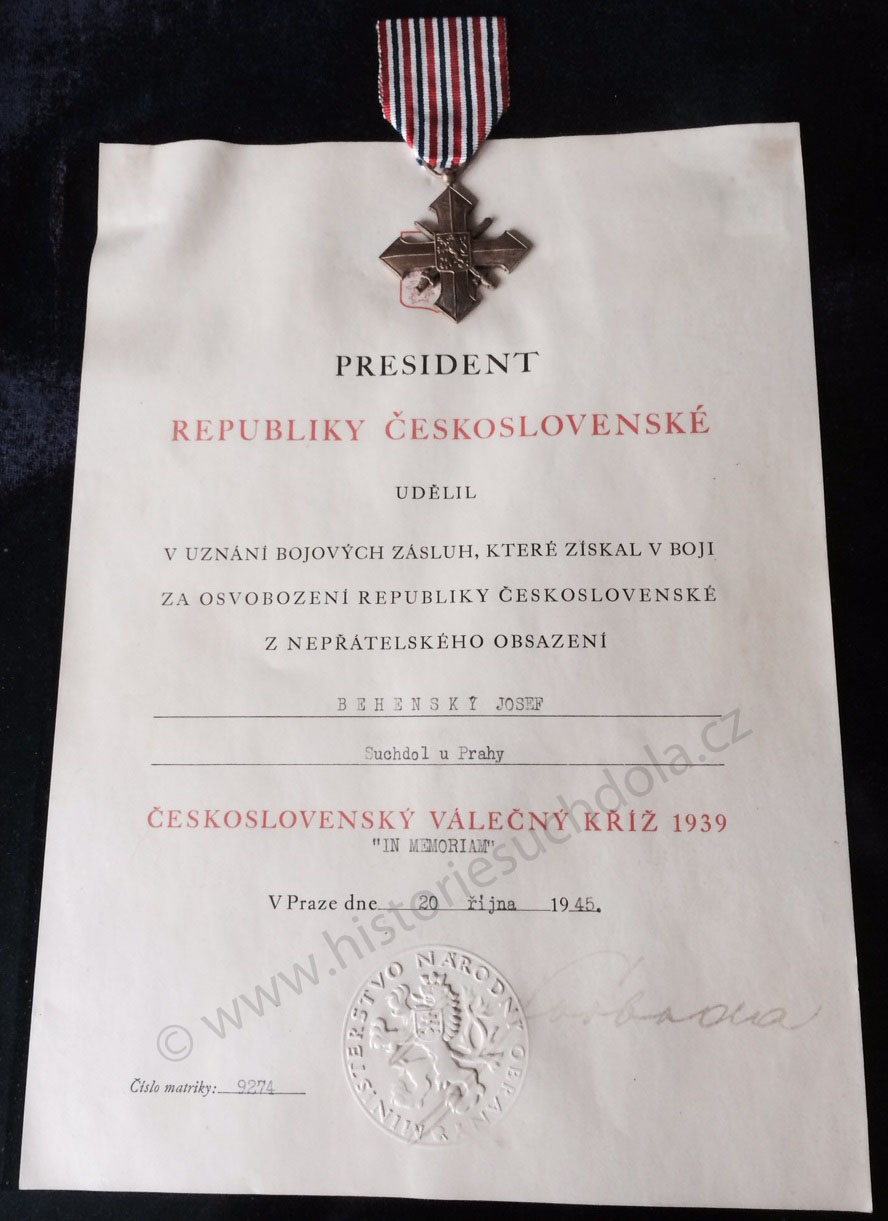 PRESIDENT
REPUBLIKY ČESKOSLOVENSKÉ
UDĚLIL
V UZNÁNÍ BOJOVÝCH ZÁSLUH, KTERÉ ZÍSKAL V BOJI
ZA OSVOBOZENÍ REPUBLIKY ČESKOSLOVENSKÉ
Z NEPŘÁTELSKÉHO OBSAZENÍ
BEHENSKÝ JOSEF
Suchdol u Prahy
ČESKOSLOVENSKÝ VÁLEČNÝ KŘÍŽ 1939
"IN MEMORIAM"
V Praze dne 20 října 1945.
MINISTERSTVO NÁRODNÝ OBRANY
Svoboda
Číslo matriky: 9274
© www.historiesuchdola.cz